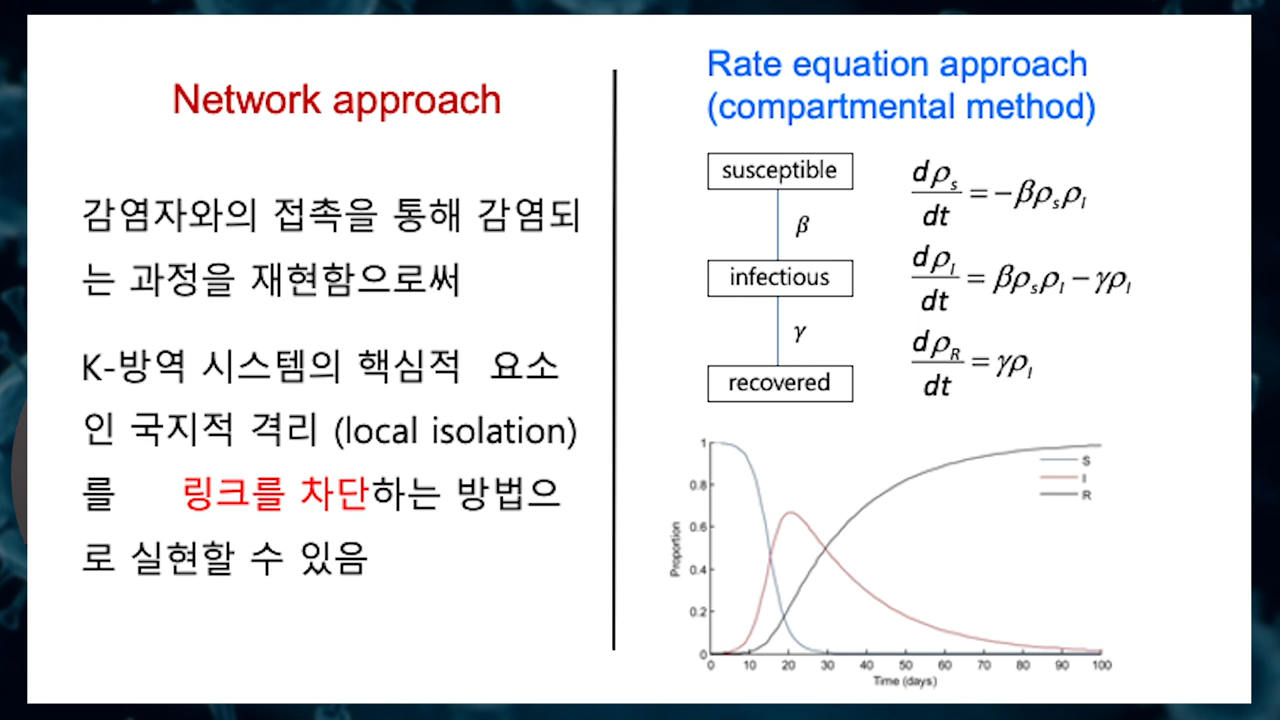 Network approach
감염자와의 접촉을 통해 감염되
는 과정을 재현함으로써
K-방역 시스템의 핵심적 요소
인 국지적 격리 (local isolation)
를 링크를 차단하는 방법으
로 실현할 수 있음
Rate equation approach
(compartmental method)
susceptible
β
infectious
γ
recovered
dρ_s/dt = -βρ_sρ_I
dρ_I/dt = βρ_sρ_I - γρ_I
dρ_R/dt = γρ_I
Proportion
1
0.8
0.6
0.4
0.2
0
S
I
R
0 10 20 30 40 50 60 70 80 90 100
Time (days)